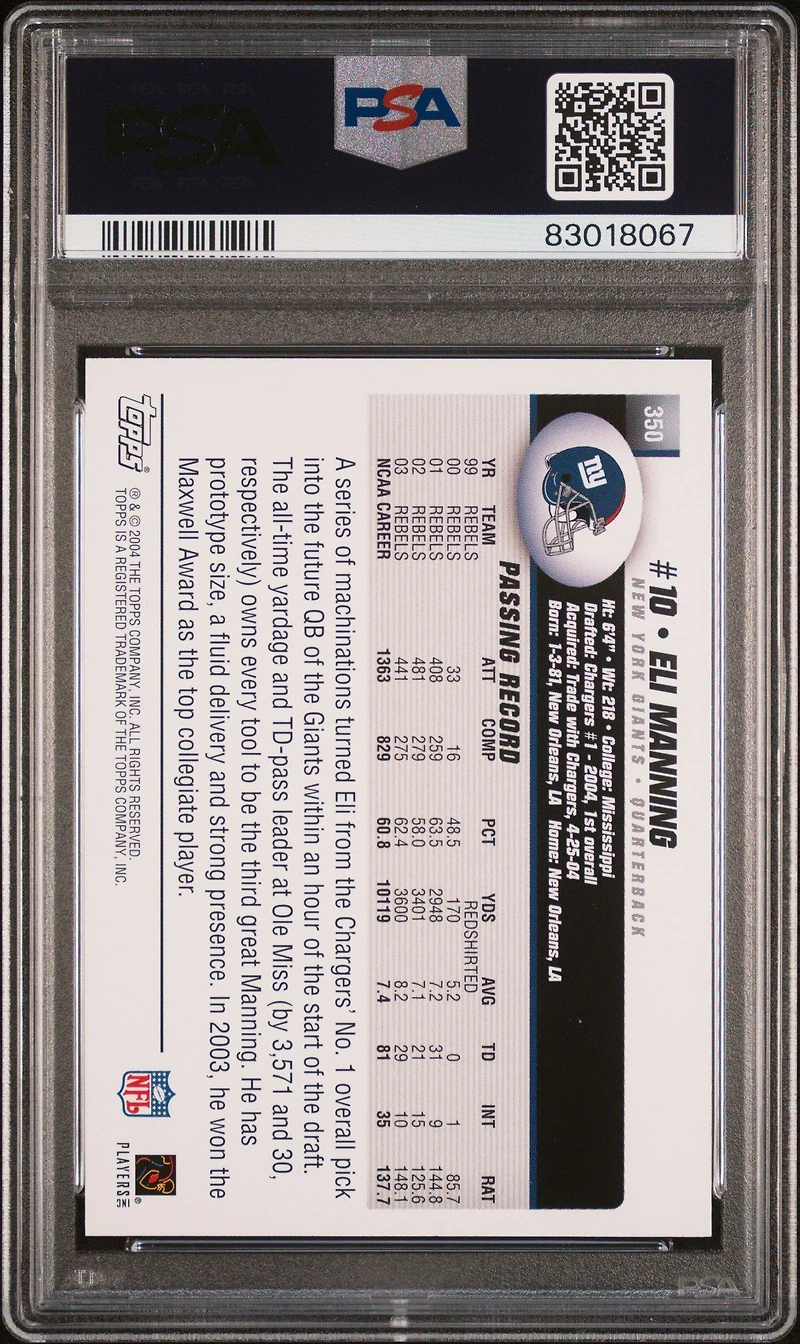 PSA
PSA
83018067
350
#10 • ELI MANNING
NEW YORK GIANTS • QUARTERBACK
Ht: 6'4" • Wt: 218 • College: Mississippi
Drafted: Chargers #1 - 2004, 1st overall
Acquired: Trade with Chargers, 4-25-04
Born: 1-3-81, New Orleans, LA Home: New Orleans, LA
ny
PASSING RECORD
YR TEAM ATT COMP PCT YDS AVG TD INT RAT
99 REBELS REDSHIRTED
00 REBELS 33 16 48.5 170 5.2 0 1 85.7
01 REBELS 408 259 63.5 2948 7.2 31 9 144.8
02 REBELS 481 279 58.0 3401 7.1 21 15 125.6
03 REBELS 441 275 62.4 3600 8.2 29 10 148.1
NCAA CAREER 1363 829 60.8 10119 7.4 81 35 137.7
A series of machinations turned Eli from the Chargers' No. 1 overall pick
into the future QB of the Giants within an hour of the start of the draft.
The all-time yardage and TD-pass leader at Ole Miss (by 3,571 and 30,
respectively) owns every tool to be the third great Manning. He has
prototype size, a fluid delivery and strong presence. In 2003, he won the
Maxwell Award as the top collegiate player.
topps®
® & © 2004 THE TOPPS COMPANY, INC. ALL RIGHTS RESERVED.
TOPPS IS A REGISTERED TRADEMARK OF THE TOPPS COMPANY, INC.
NFL
PLAYERS INC
PSA